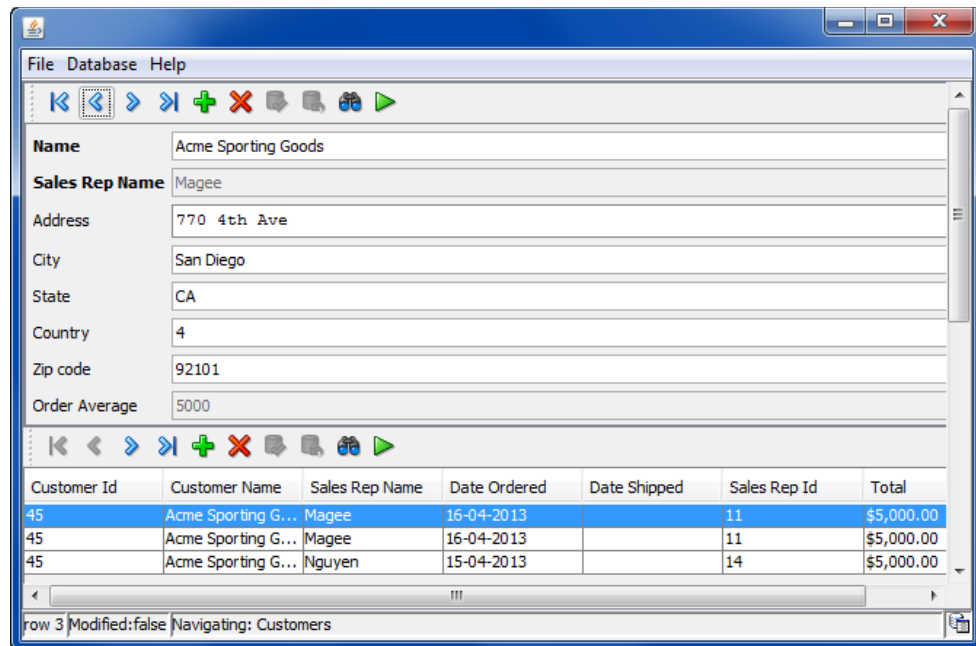 File Database Help
Name Acme Sporting Goods
Sales Rep Name Magee
Address 770 4th Ave
City San Diego
State CA
Country 4
Zip code 92101
Order Average 5000
Customer Id Customer Name Sales Rep Name Date Ordered Date Shipped Sales Rep Id Total
45 Acme Sporting G... Magee 16-04-2013 11 $5,000.00
45 Acme Sporting G... Magee 16-04-2013 11 $5,000.00
45 Acme Sporting G... Nguyen 15-04-2013 14 $5,000.00
row 3 Modified:false Navigating: Customers